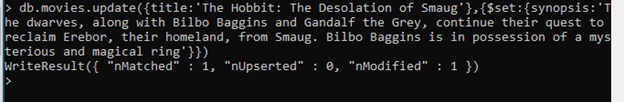 > db.movies.update({title:'The Hobbit: The Desolation of Smaug'},{$set:{synopsis:'T
he dwarves, along with Bilbo Baggins and Gandalf the Grey, continue their quest to
reclaim Erebor, their homeland, from Smaug. Bilbo Baggins is in possession of a mys
terious and magical ring'}})
WriteResult({ "nMatched" : 1, "nUpserted" : 0, "nModified" : 1 })
>